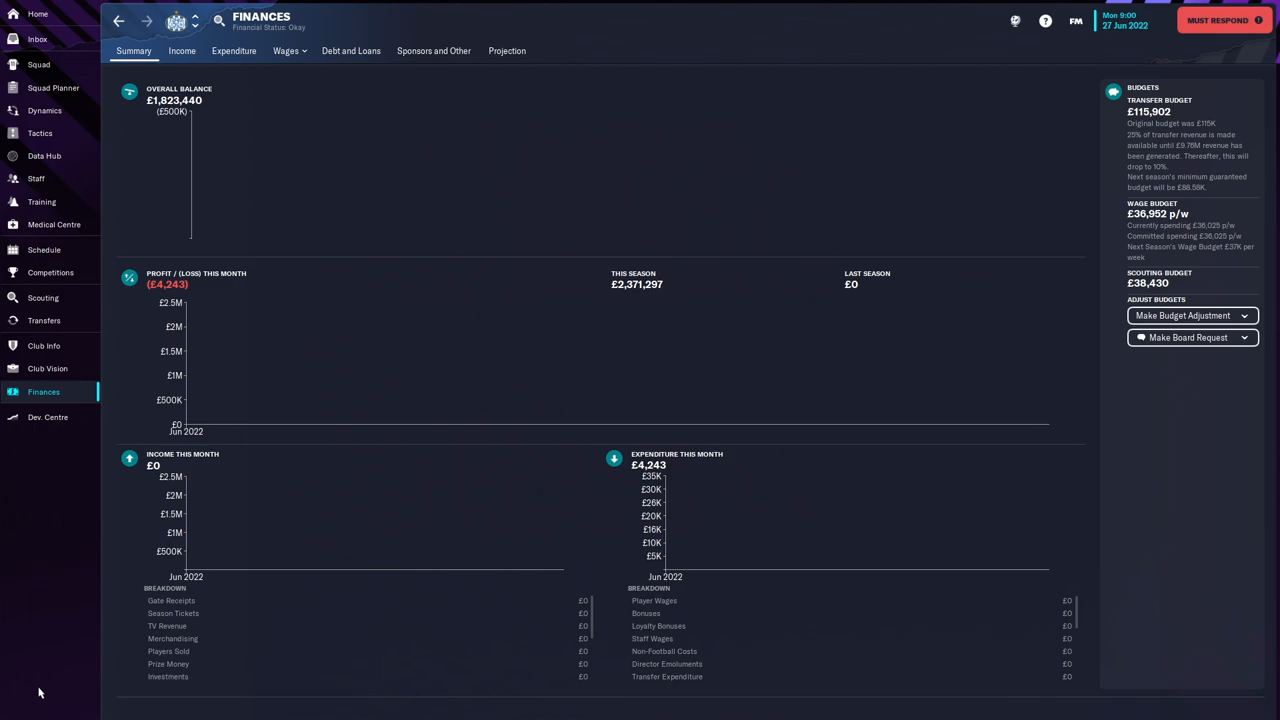 Home
Inbox
Squad
Squad Planner
Dynamics
Tactics
Data Hub
Staff
Training
Medical Centre
Schedule
Competitions
Scouting
Transfers
Club Info
Club Vision
Finances
Dev. Centre
FINANCES
Financial Status: Okay
FM
Mon 9:00
27 Jun 2022
MUST RESPOND
Summary
Income
Expenditure
Wages
Debt and Loans
Sponsors and Other
Projection
OVERALL BALANCE
£1,823,440
(£500K)
PROFIT / (LOSS) THIS MONTH
(£4,243)
THIS SEASON
£2,371,297
LAST SEASON
£0
£2.5M
£2M
£1.5M
£1M
£500K
£0
Jun 2022
INCOME THIS MONTH
£0
£2.5M
£2M
£1.5M
£1M
£500K
Jun 2022
BREAKDOWN
Gate Receipts £0
Season Tickets £0
TV Revenue £0
Merchandising £0
Players Sold £0
Prize Money £0
Investments £0
EXPENDITURE THIS MONTH
£4,243
£35K
£30K
£26K
£20K
£16K
£10K
£5K
Jun 2022
BREAKDOWN
Player Wages £0
Bonuses £0
Loyalty Bonuses £0
Staff Wages £0
Non-Football Costs £0
Director Emoluments £0
Transfer Expenditure £0
BUDGETS
TRANSFER BUDGET
£115,902
Original budget was £115K
25% of transfer revenue is made
available until £9.76M revenue has
been generated. Thereafter, this will
drop to 10%.
Next season's minimum guaranteed
budget will be £88.58K.
WAGE BUDGET
£36,952 p/w
Currently spending £36,025 p/w
Committed spending £36,025 p/w
Next Season's Wage Budget £37K per
week
SCOUTING BUDGET
£38,430
ADJUST BUDGETS
Make Budget Adjustment
Make Board Request